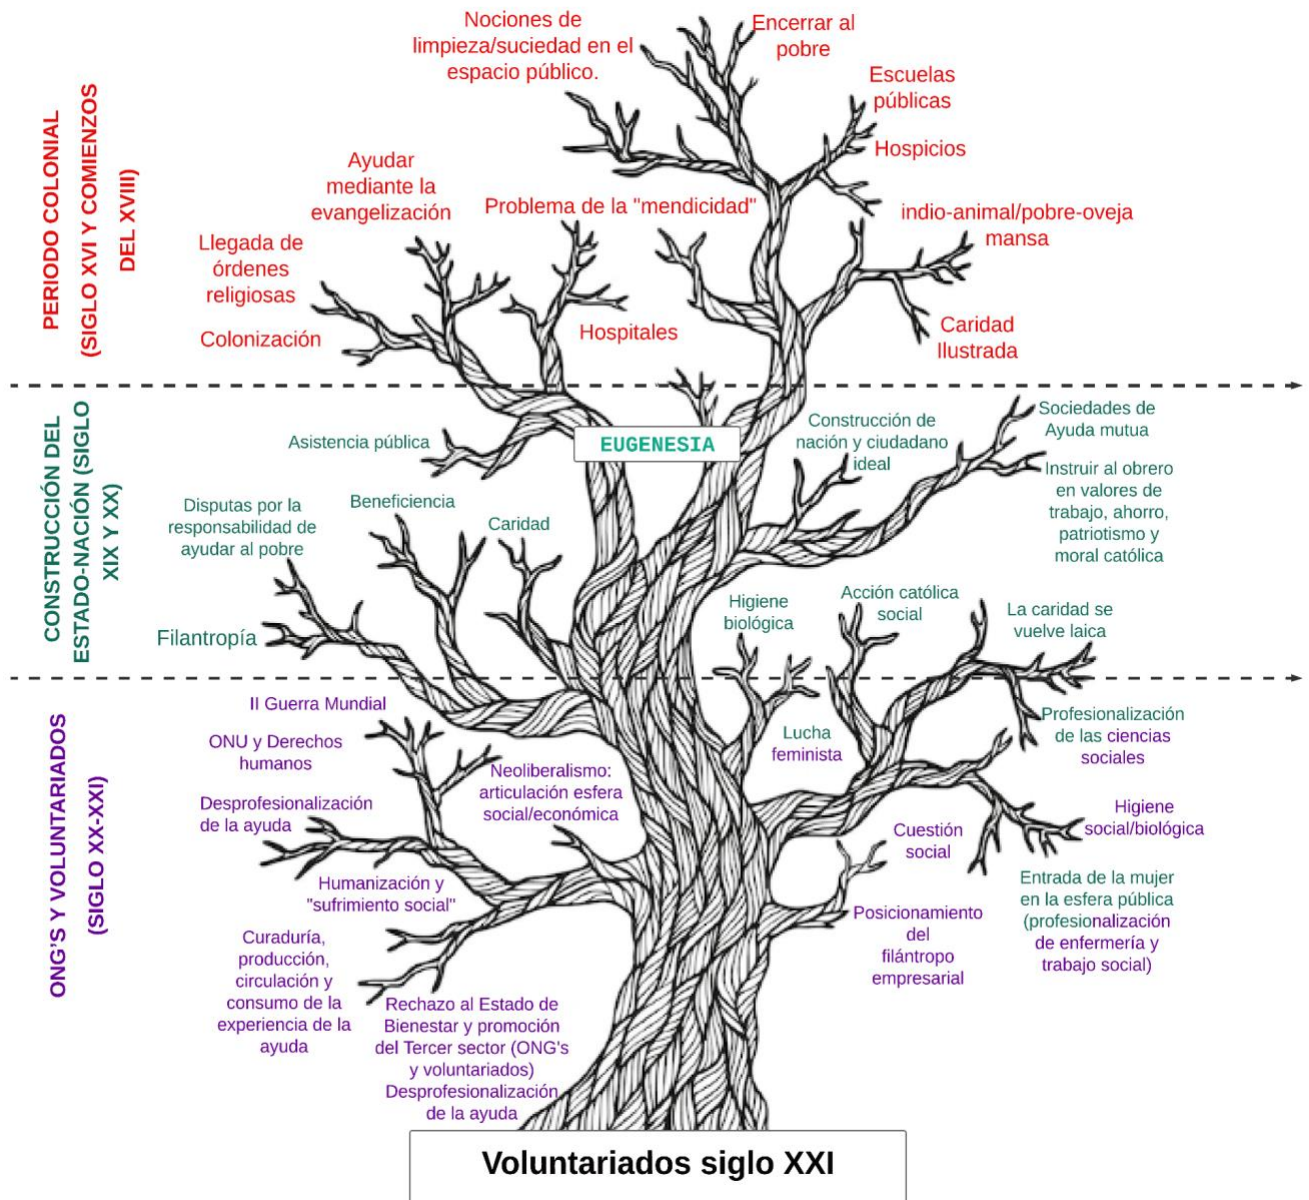 PERIODO COLONIAL
(SIGLO XVI Y COMIENZOS
DEL XVIII)
Nociones de
limpieza/suciedad en el
espacio público.
Encerrar al
pobre
Escuelas
públicas
Hospicios
Ayudar
mediante la
evangelización
Problema de la "mendicidad"
indio-animal/pobre-oveja
mansa
Llegada de
órdenes
religiosas
Colonización
Hospitales
Caridad
Ilustrada
CONSTRUCCIÓN DEL
ESTADO-NACIÓN (SIGLO
XIX Y XX)
Asistencia pública
EUGENESIA
Construcción de
nación y ciudadano
ideal
Sociedades de
Ayuda mutua
Instruir al obrero
en valores de
trabajo, ahorro,
patriotismo y
moral católica
Disputas por la
responsabilidad de
ayudar al pobre
Beneficiencia
Caridad
Filantropía
Higiene
biológica
Acción católica
social
La caridad se
vuelve laica
ONG'S Y VOLUNTARIADOS
(SIGLO XX-XXI)
II Guerra Mundial
ONU y Derechos
humanos
Desprofesionalización
de la ayuda
Neoliberalismo:
articulación esfera
social/económica
Lucha
feminista
Profesionalización
de las ciencias
sociales
Higiene
social/biológica
Cuestión
social
Entrada de la mujer
en la esfera pública
(profesionalización
de enfermería y
trabajo social)
Humanización y
"sufrimiento social"
Posicionamiento
del
filántropo
empresarial
Curaduría,
producción,
circulación y
consumo de la
experiencia de la
ayuda
Rechazo al Estado de
Bienestar y promoción
del Tercer sector (ONG's
y voluntariados)
Desprofesionalización
de la ayuda
Voluntariados siglo XXI